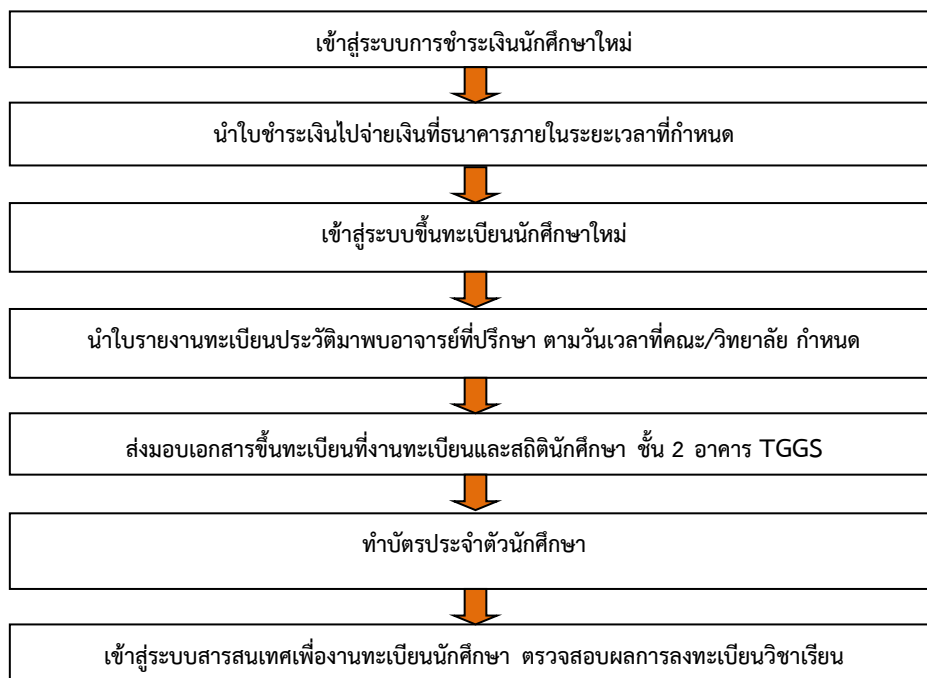 เข้าสู่ระบบการชำระเงินนักศึกษาใหม่
นำใบชำระเงินไปจ่ายเงินที่ธนาคารภายในระยะเวลาที่กำหนด
เข้าสู่ระบบขึ้นทะเบียนนักศึกษาใหม่
นำใบรายงานทะเบียนประวัติมาพบอาจารย์ที่ปรึกษา ตามวันเวลาที่คณะ/วิทยาลัย กำหนด
ส่งมอบเอกสารขึ้นทะเบียนที่งานทะเบียนและสถิตินักศึกษา ชั้น 2 อาคาร TGGS
ทำบัตรประจำตัวนักศึกษา
เข้าสู่ระบบสารสนเทศเพื่องานทะเบียนนักศึกษา ตรวจสอบผลการลงทะเบียนวิชาเรียน